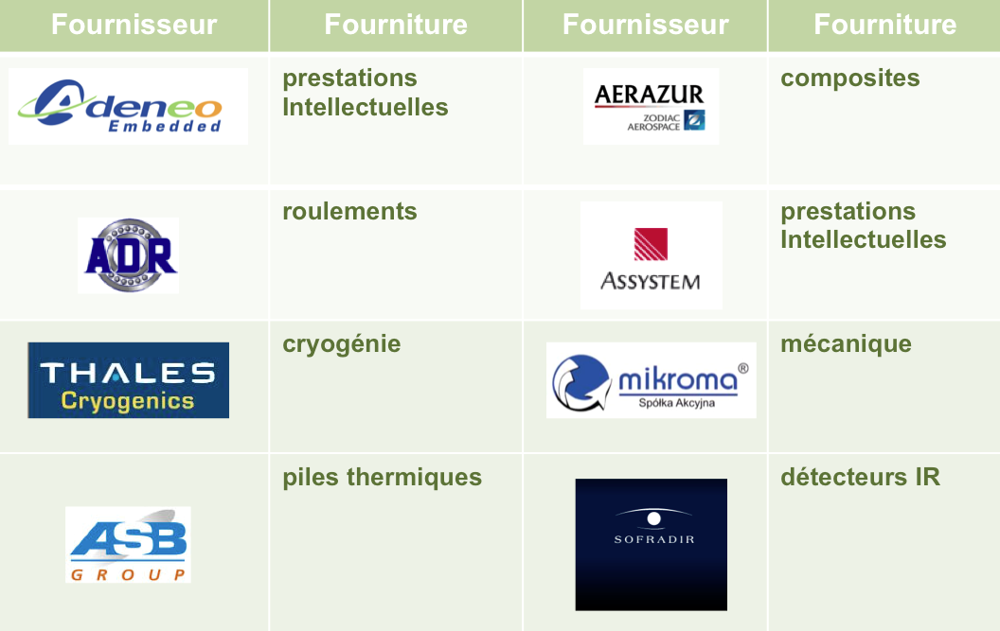 Fournisseur
Fourniture
Fournisseur
Fourniture
Adeneo
Embedded
prestations
Intellectuelles
AERAZUR
ZODIAC
AEROSPACE
composites
ADR
roulements
ASSYSTEM
prestations
Intellectuelles
THALES
Cryogenics
cryogénie
mikroma®
Spółka Akcyjna
mécanique
ASB
GROUP
piles thermiques
SOFRADIR
détecteurs IR